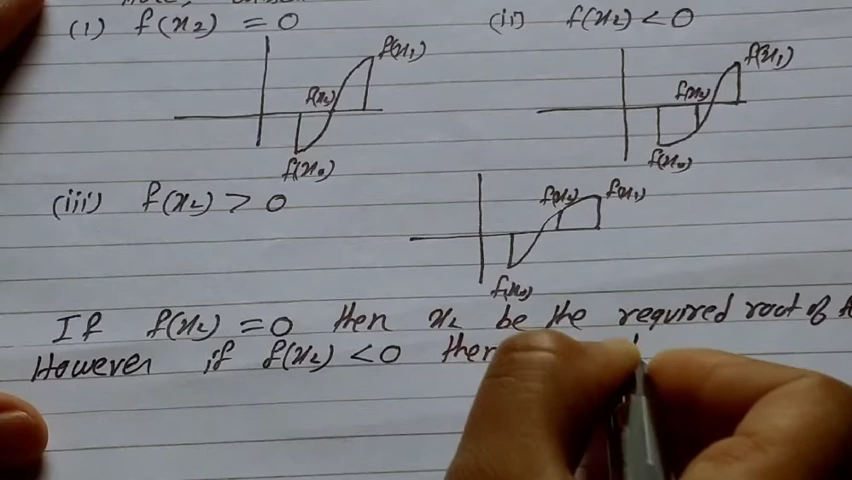 (i) f(x₂) = 0
(ii) f(x₂) < 0
f(x₁)
f(x₂)
f(x₀)
f(x₁)
f(x₂)
f(x₀)
(iii) f(x₂) > 0
f(x₂) f(x₁)
f(x₀)
If f(x₂) = 0 then x₂ be the required root of
However if f(x₂) < 0 then